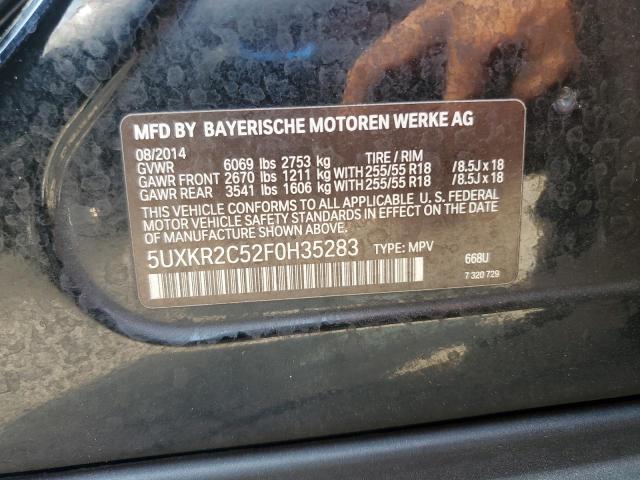 MFD BY BAYERISCHE MOTOREN WERKE AG
08/2014
GVWR 6069 lbs 2753 kg TIRE / RIM
GAWR FRONT 2670 lbs 1211 kg WITH 255/55 R18 /8.5J x 18
GAWR REAR 3541 lbs 1606 kg WITH 255/55 R18 /8.5J x 18
THIS VEHICLE CONFORMS TO ALL APPLICABLE U. S. FEDERAL
MOTOR VEHICLE SAFETY STANDARDS IN EFFECT ON THE DATE
OF MANUFACTURE SHOWN ABOVE.
5UXKR2C52F0H35283 TYPE: MPV 668U
7 320 729